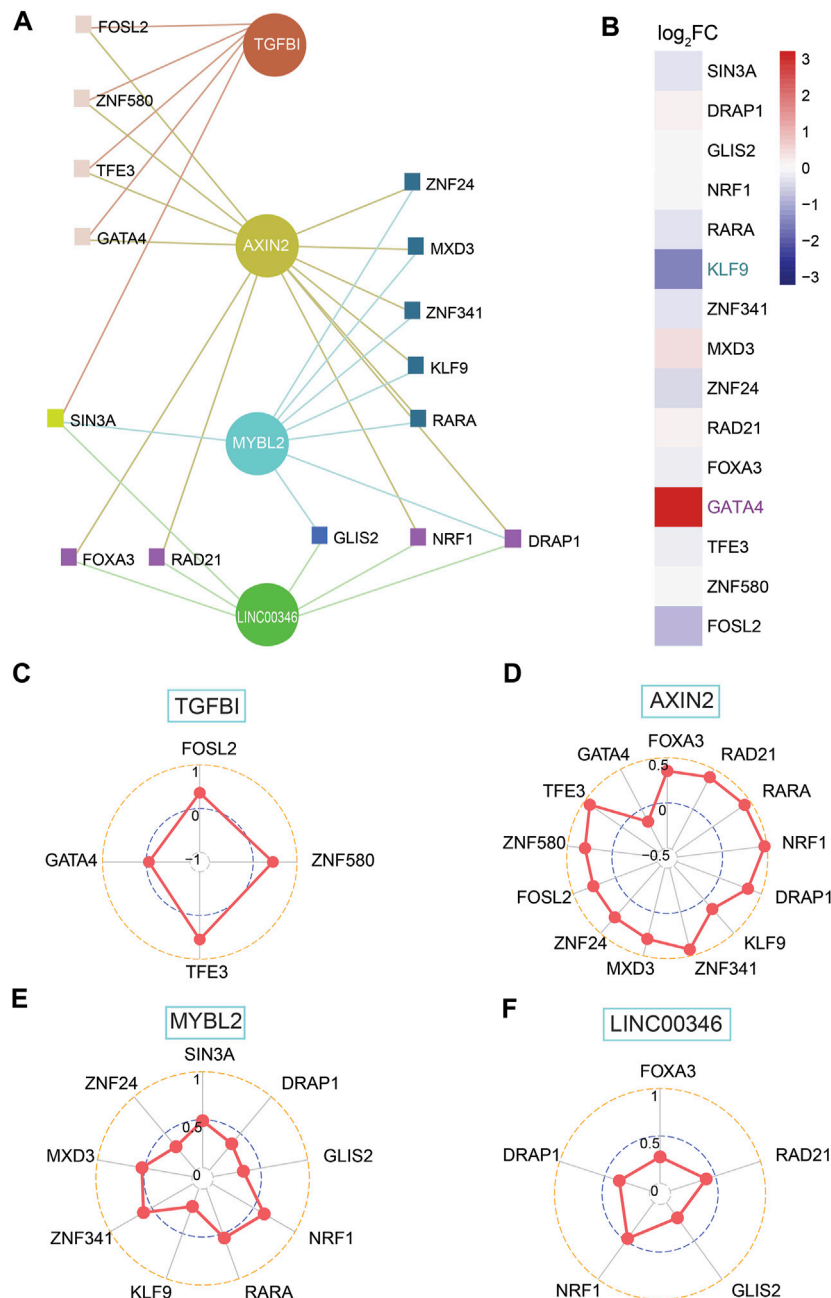 A
FOSL2
TGFBI
ZNF580
TFE3
GATA4
AXIN2
ZNF24
MXD3
ZNF341
KLF9
RARA
SIN3A
MYBL2
GLIS2
NRF1
DRAP1
FOXA3
RAD21
LINC00346
B
log₂FC
SIN3A
DRAP1
GLIS2
NRF1
RARA
KLF9
ZNF341
MXD3
ZNF24
RAD21
FOXA3
GATA4
TFE3
ZNF580
FOSL2
3
2
1
0
−1
−2
−3
C
TGFBI
FOSL2
1
0
−1
GATA4
ZNF580
TFE3
D
AXIN2
FOXA3
GATA4
RAD21
0.5
TFE3
RARA
0
ZNF580
NRF1
−0.5
FOSL2
DRAP1
ZNF24
KLF9
MXD3
ZNF341
E
MYBL2
SIN3A
ZNF24
1
DRAP1
0.5
MXD3
GLIS2
0
ZNF341
NRF1
KLF9
RARA
F
LINC00346
FOXA3
1
DRAP1
0.5
RAD21
0
NRF1
GLIS2